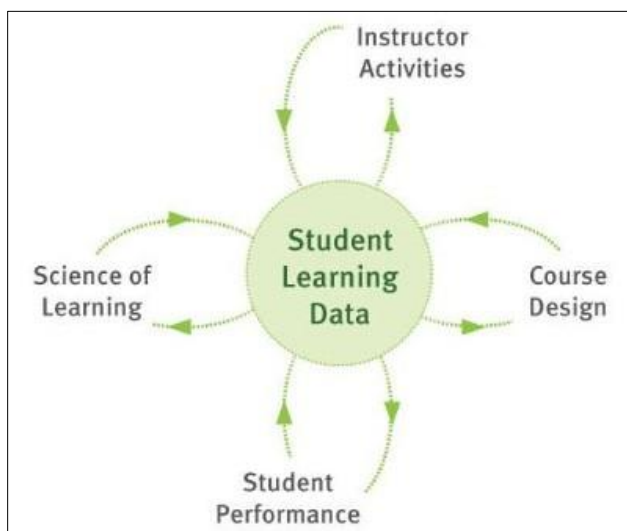 Instructor
Activities
Student
Learning
Data
Science of
Learning
Course
Design
Student
Performance